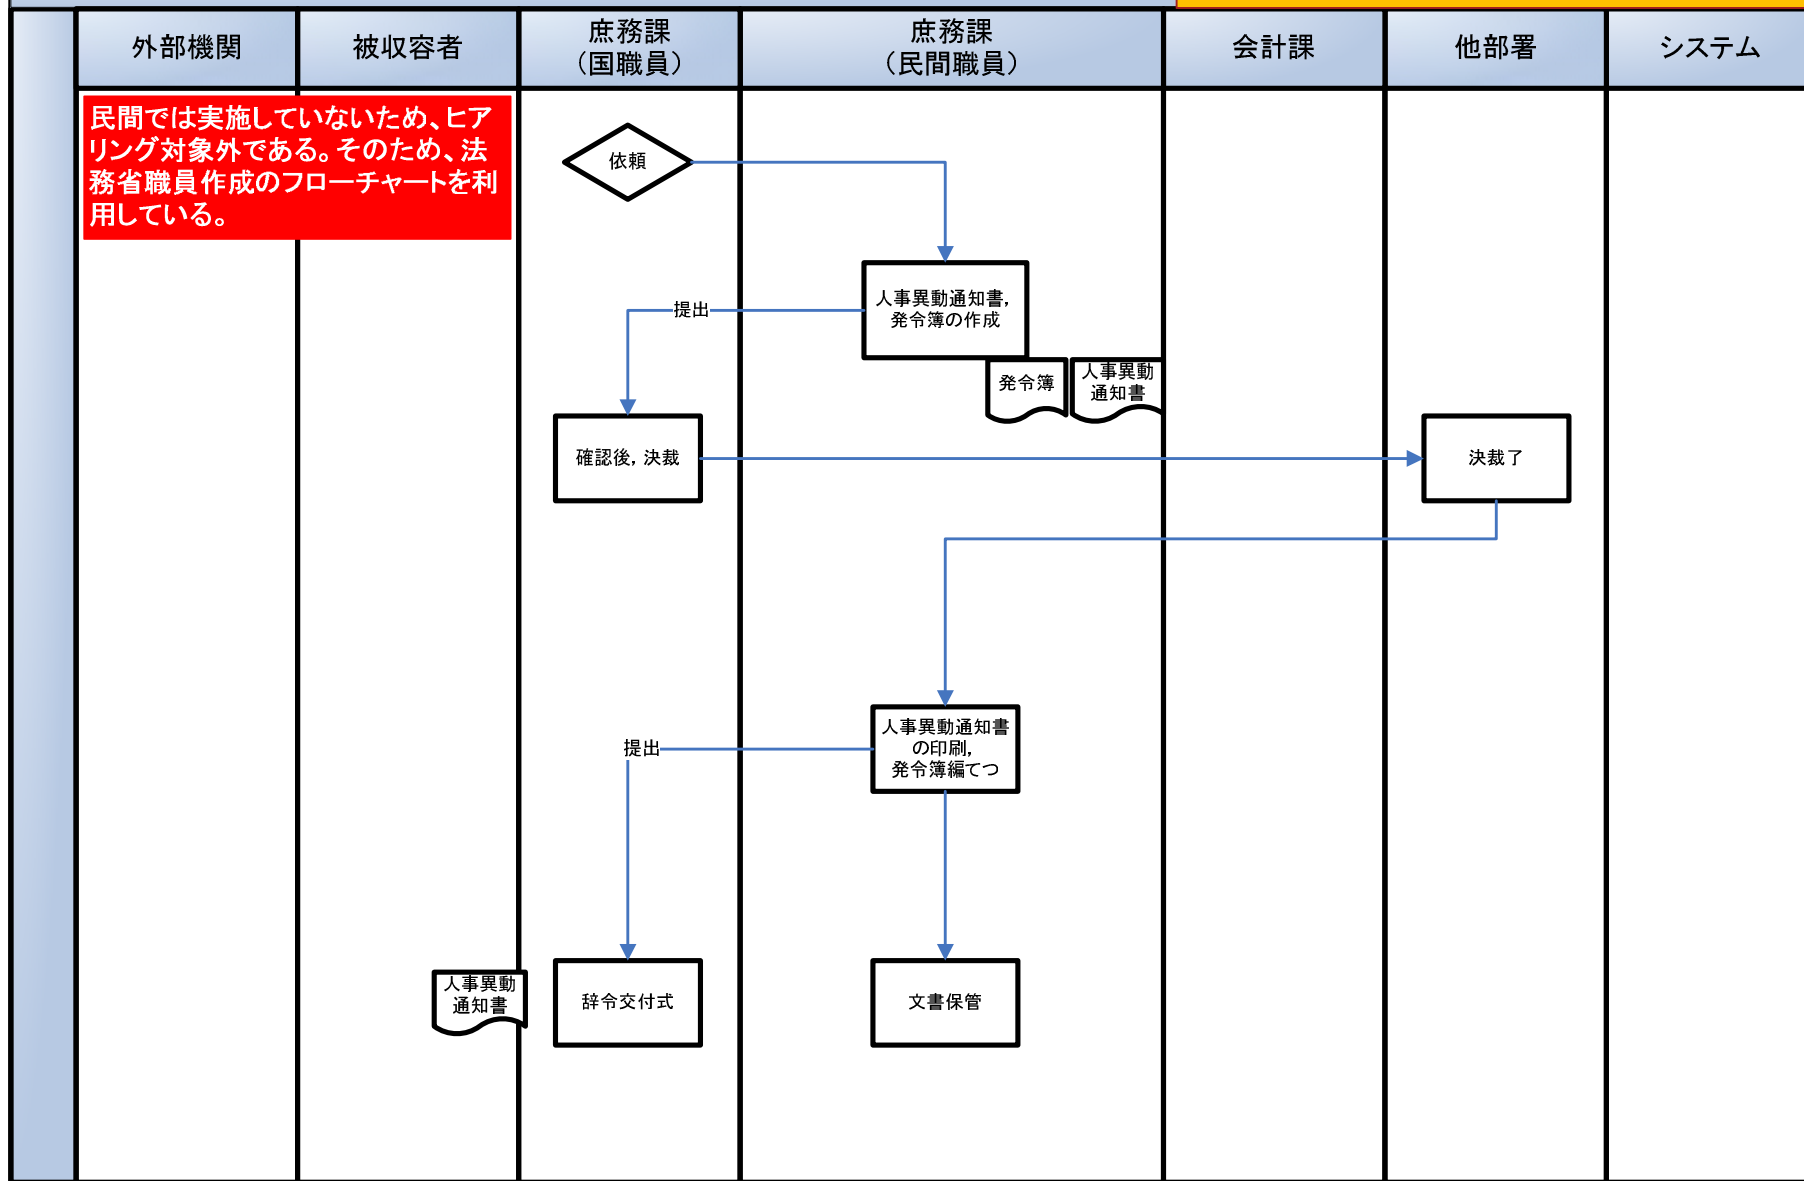 外部機関
被収容者
庶務課
（国職員）
庶務課
（民間職員）
会計課
他部署
システム
民間では実施していないため、ヒア
リング対象外である。そのため、法
務省職員作成のフローチャートを利
用している。
依頼
人事異動通知書，
発令簿の作成
提出
発令簿
人事異動
通知書
確認後，決裁
決裁了
人事異動通知書
の印刷，
発令簿編てつ
提出
人事異動
通知書
辞令交付式
文書保管